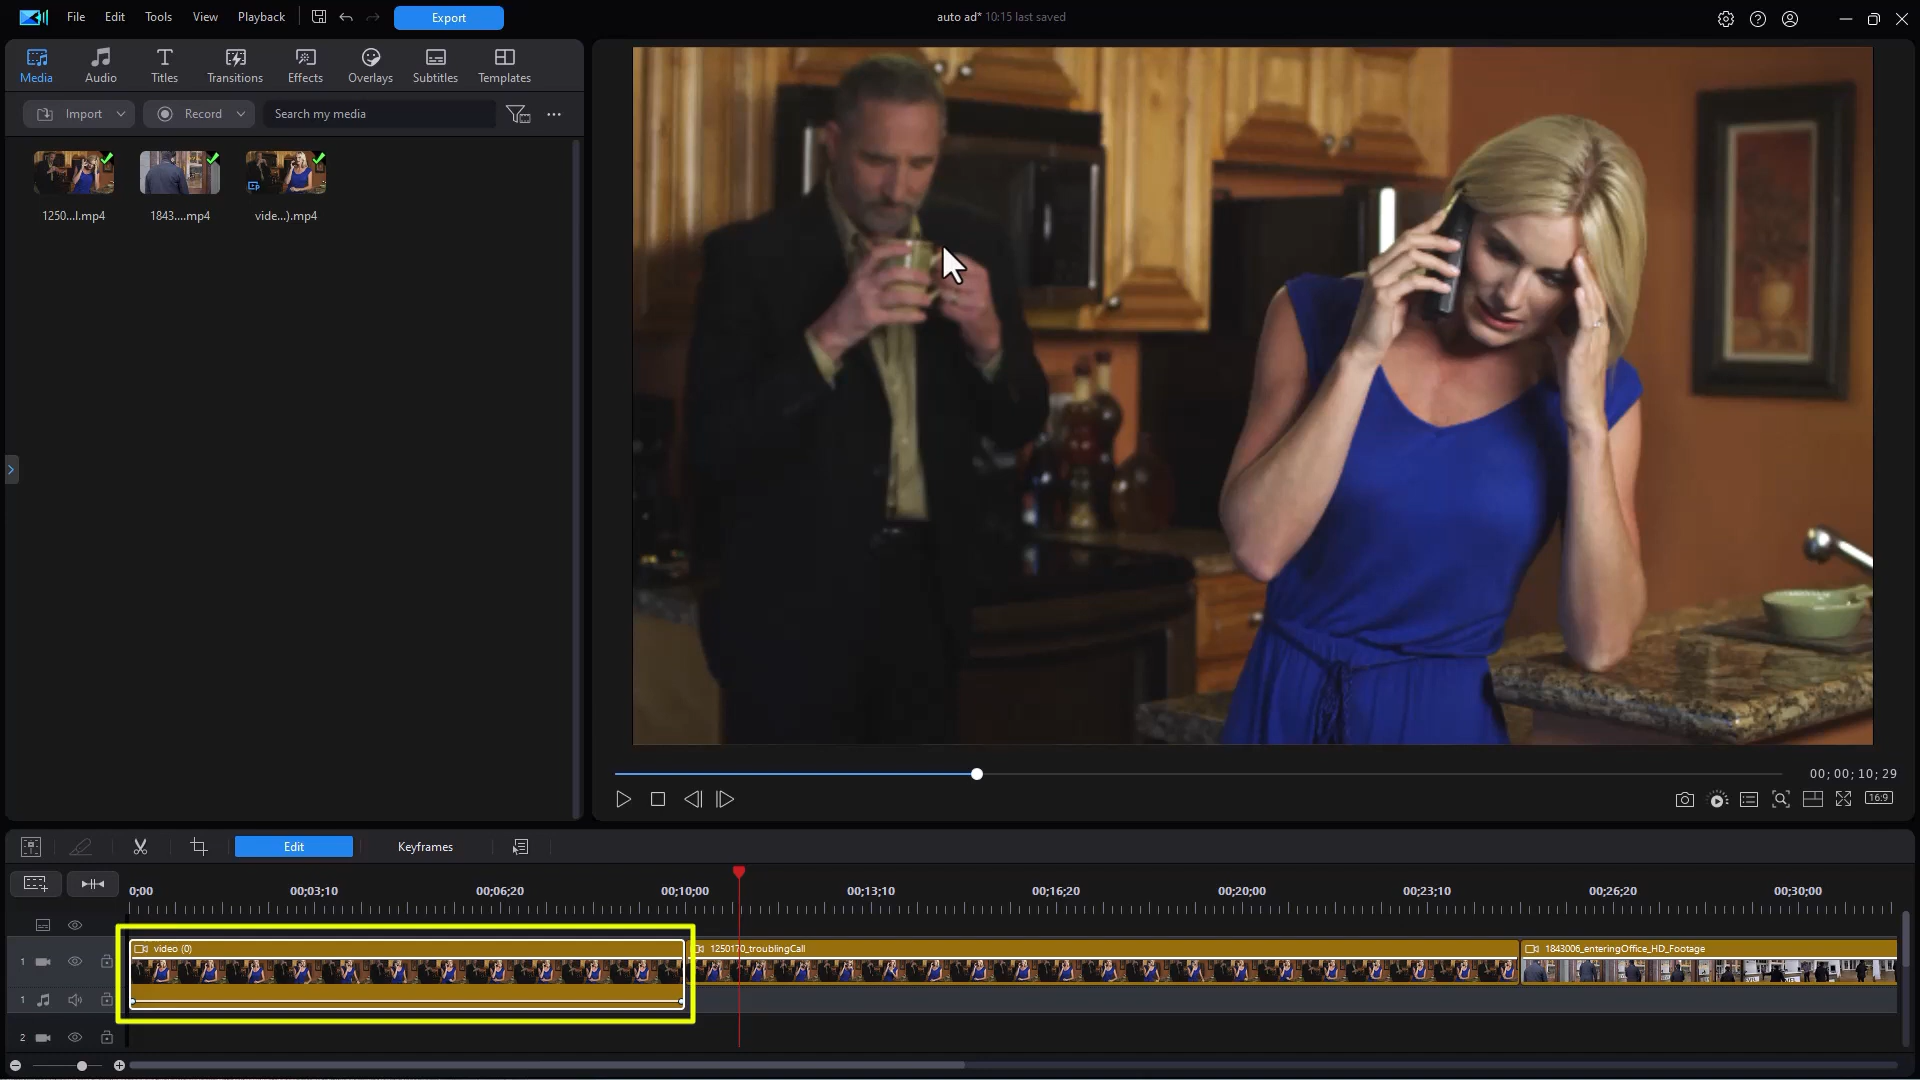 File Edit Tools View Playback Export auto ad* 10:15 last saved
Media Audio Titles Transitions Effects Overlays Subtitles Templates
Import Record Search my media
1250...l.mp4 1843....mp4 vide...).mp4
00; 00; 10; 29
16:9
Edit Keyframes
0;00 00;03;10 00;06;20 00;10;00 00;13;10 00;16;20 00;20;00 00;23;10 00;26;20 00;30;00
video (0) 1250170_troublingCall 1843006_enteringOffice_HD_Footage
1
1
2